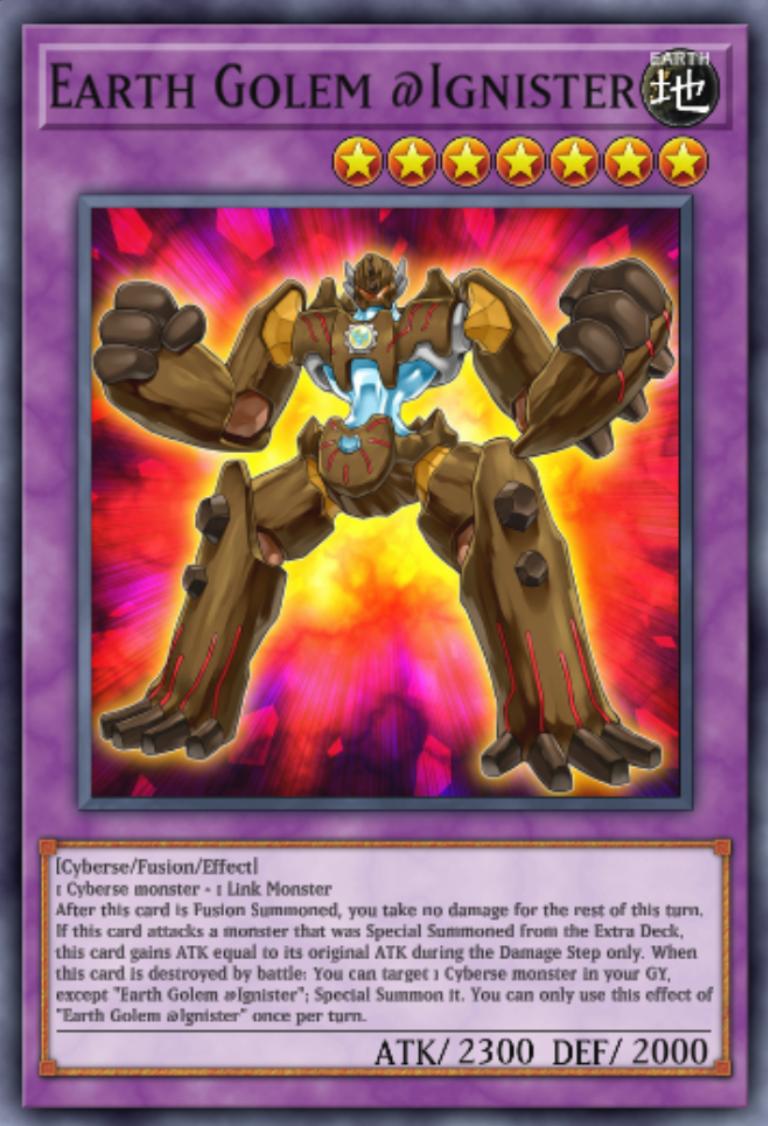 EARTH GOLEM @IGNISTER
EARTH
地
[Cyberse/Fusion/Effect]
1 Cyberse monster - 1 Link Monster
After this card is Fusion Summoned, you take no damage for the rest of this turn.
If this card attacks a monster that was Special Summoned from the Extra Deck,
this card gains ATK equal to its original ATK during the Damage Step only. When
this card is destroyed by battle: You can target 1 Cyberse monster in your GY,
except "Earth Golem @Ignister"; Special Summon it. You can only use this effect of
"Earth Golem @Ignister" once per turn.
ATK/ 2300 DEF/ 2000